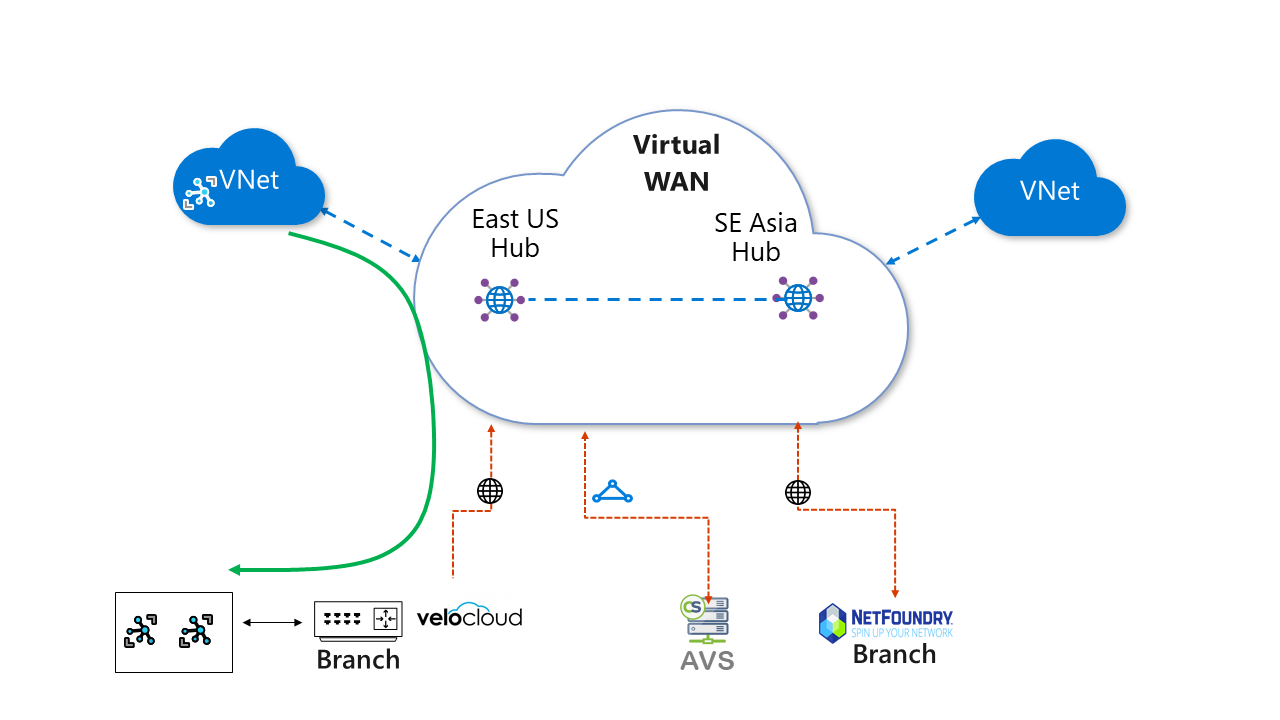 Virtual
WAN
VNet
VNet
East US
Hub
SE Asia
Hub
velocloud
Branch
CS
AVS
NETFOUNDRY
SPIN UP YOUR NETWORK
Branch